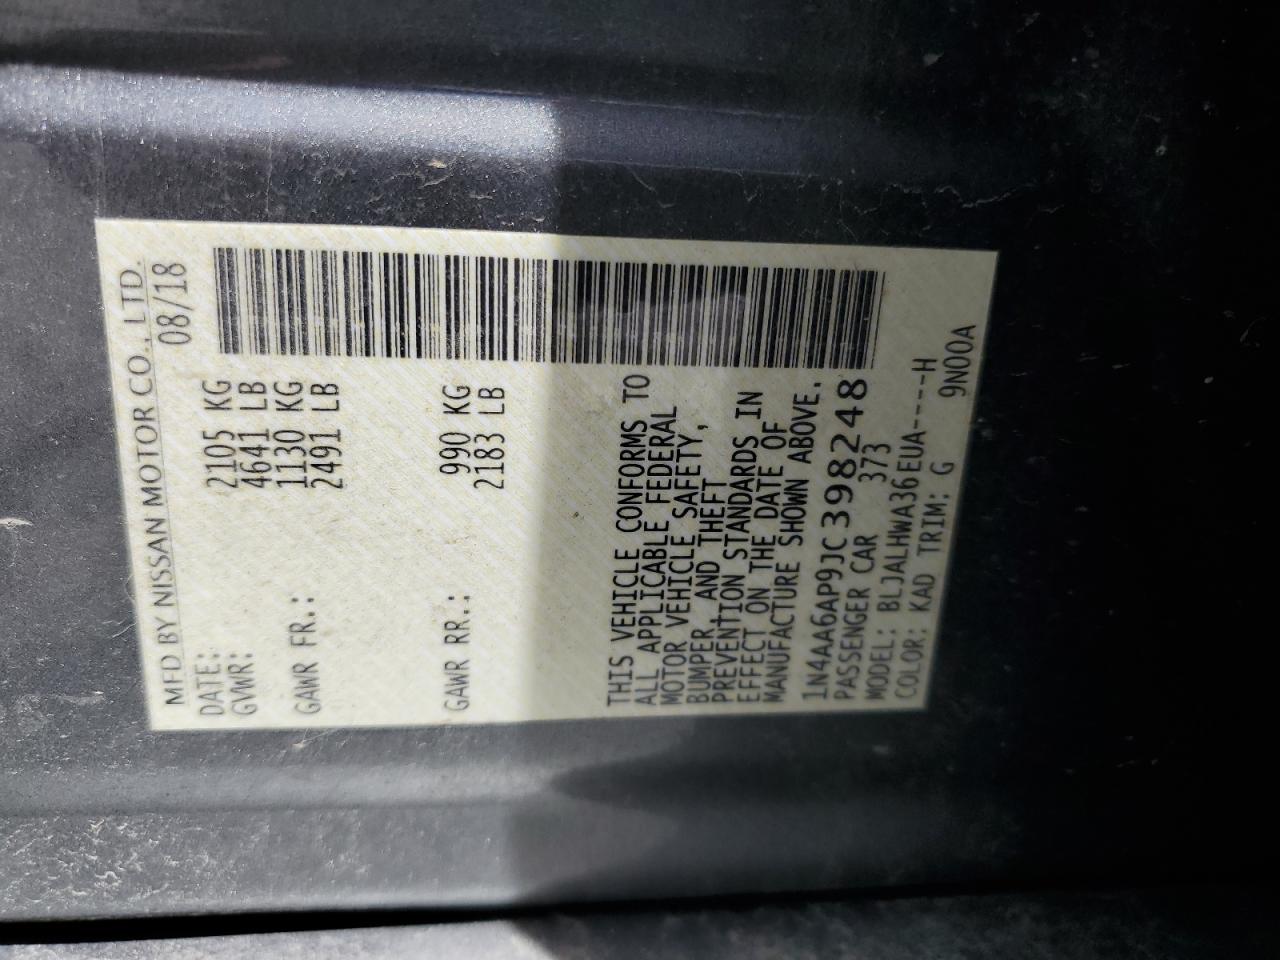 MFD BY NISSAN MOTOR CO., LTD.
DATE: 08/18
GVWR: 2105 KG
4641 LB
GAWR FR.: 1130 KG
2491 LB
GAWR RR.: 990 KG
2183 LB
THIS VEHICLE CONFORMS TO
ALL APPLICABLE FEDERAL
MOTOR VEHICLE SAFETY,
BUMPER, AND THEFT
PREVENTION STANDARDS IN
EFFECT ON THE DATE OF
MANUFACTURE SHOWN ABOVE.
1N4AA6AP9JC398248
PASSENGER CAR 373
MODEL: BLJALHWA36EUA----H
COLOR: KAD TRIM: G 9N00A